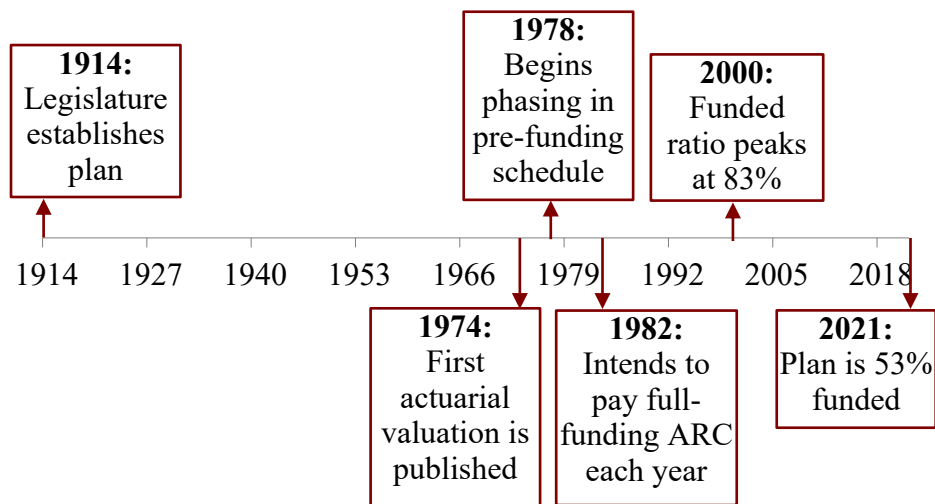 1914:
Legislature
establishes
plan
1978:
Begins
phasing in
pre-funding
schedule
2000:
Funded
ratio peaks
at 83%
1914 1927 1940 1953 1966 1979 1992 2005 2018
1974:
First
actuarial
valuation is
published
1982:
Intends to
pay full-
funding ARC
each year
2021:
Plan is 53%
funded